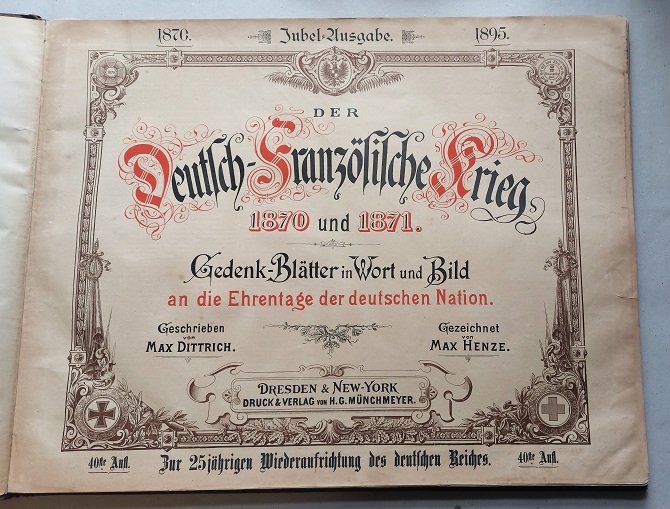 1870. Jubel-Ausgabe. 1895.
DER
Deutsch-Französische Krieg
1870 und 1871.
Gedenk-Blätter in Wort und Bild
an die Ehrentage der deutschen Nation.
Geschrieben
von
MAX DITTRICH.
Gezeichnet
von
MAX HENZE.
DRESDEN & NEW-YORK
DRUCK & VERLAG VON H. G. MÜNCHMEYER.
40ste Aufl. Zur 25jährigen Wiederaufrichtung des deutschen Reiches. 40ste Aufl.